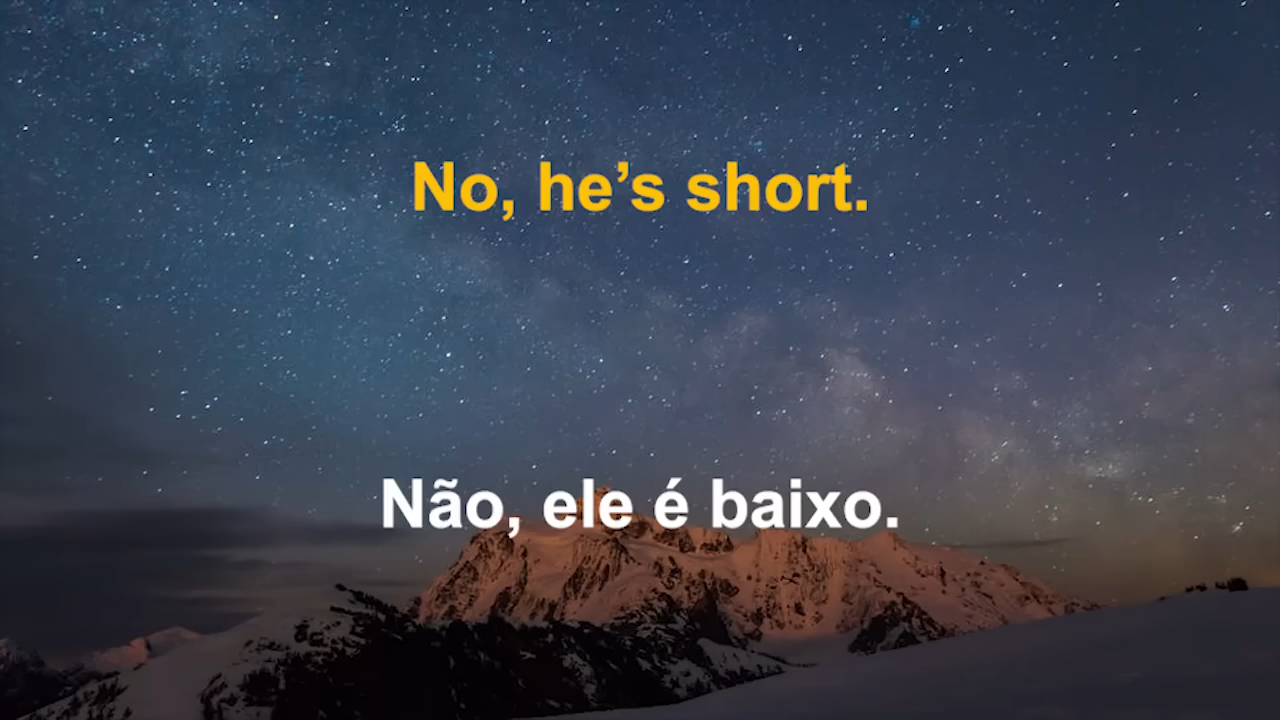 No, he’s short.
Não, ele é baixo.